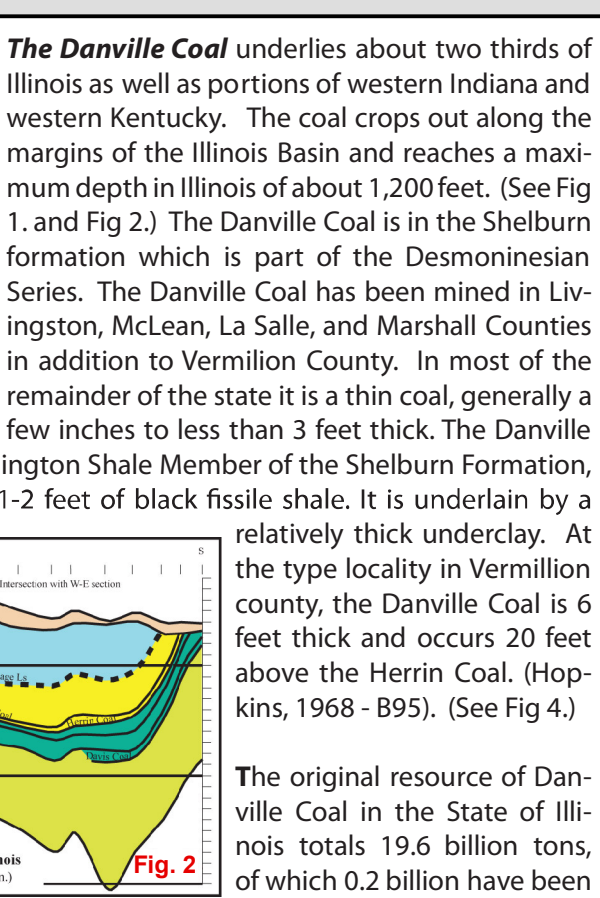 The Danville Coal underlies about two thirds of
Illinois as well as portions of western Indiana and
western Kentucky. The coal crops out along the
margins of the Illinois Basin and reaches a maxi-
mum depth in Illinois of about 1,200 feet. (See Fig
1. and Fig 2.) The Danville Coal is in the Shelburn
formation which is part of the Desmoninesian
Series. The Danville Coal has been mined in Liv-
ingston, McLean, La Salle, and Marshall Counties
in addition to Vermilion County. In most of the
remainder of the state it is a thin coal, generally a
few inches to less than 3 feet thick. The Danville
ington Shale Member of the Shelburn Formation,
1-2 feet of black fissile shale. It is underlain by a
relatively thick underclay. At
the type locality in Vermillion
county, the Danville Coal is 6
feet thick and occurs 20 feet
above the Herrin Coal. (Hop-
kins, 1968 - B95). (See Fig 4.)
The original resource of Dan-
ville Coal in the State of Illi-
nois totals 19.6 billion tons,
of which 0.2 billion have been
S
Intersection with W-E section
Ls
Herrin Coal
Davis Coal
nois
n.)
Fig. 2